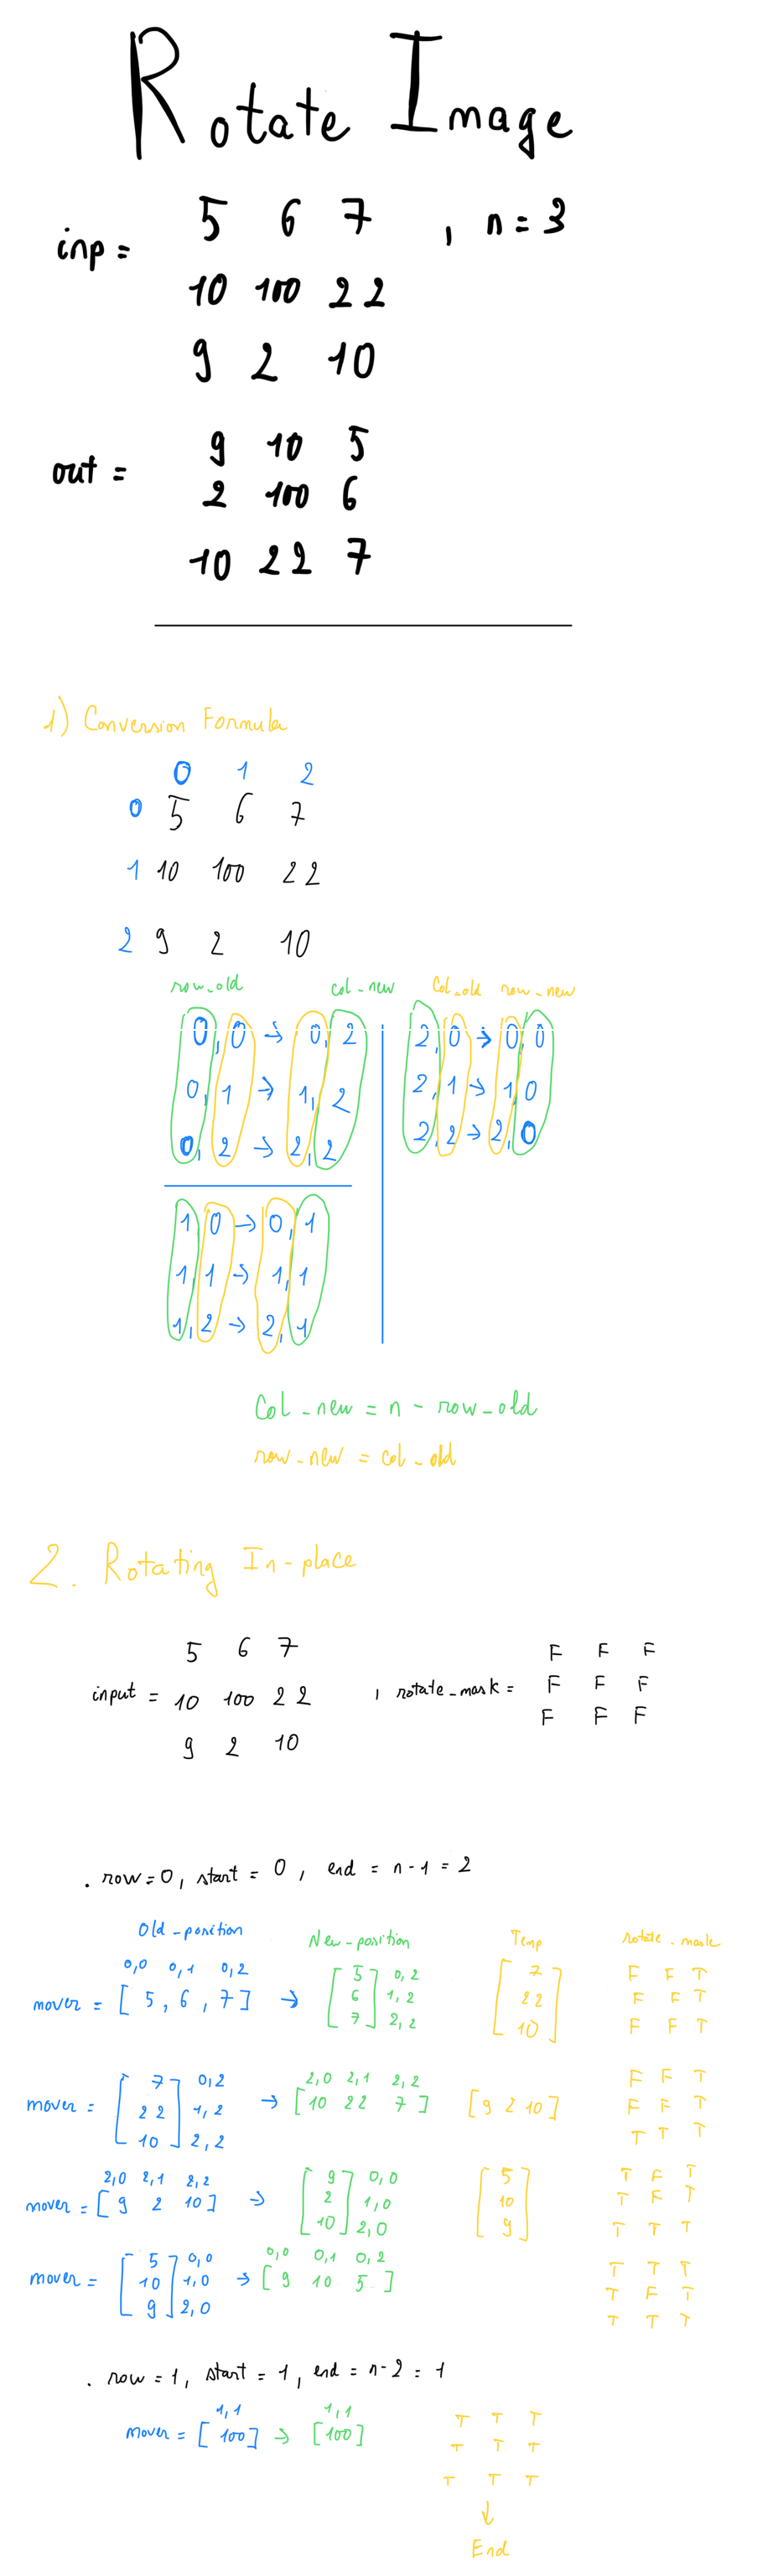 Rotate Image
inp = 5 6 7 , n = 3
10 100 22
9 2 10
out = 9 10 5
2 100 6
10 22 7
1) Conversion Formula
0 1 2
0 5 6 7
1 10 100 22
2 9 2 10
row_old col_new
0,0 → 0,2
0,1 → 1,2
0,2 → 2,2
1 0 → 0,1
1,1 → 1,1
1,2 → 2,1
Col_old row_new
2,0 → 0,0
2,1 → 1,0
2,2 → 2,0
Col_new = n - row_old
row_new = col_old
2. Rotating In-place
input = 5 6 7
10 100 22
9 2 10
, rotate_mask = F F F
F F F
F F F
. row = 0, start = 0, end = n-1 = 2
Old_position New_position Temp rotate_mask
0,0 0,1 0,2
mover = [5, 6, 7] → [5 6 7] 0,2 1,2 2,2 [7 22 10]
F F T
F F T
F F T
mover = [7 22 10] 0,2 1,2 2,2 → 2,0 2,1 2,2 [10 22 7] [9 2 10]
F F T
F F T
T T T
2,0 2,1 2,2
mover = [9 2 10] → [9 2 10] 0,0 1,0 2,0 [5 10 9]
T F T
T F T
T T T
mover = [5 10 9] 0,0 1,0 2,0 → 0,0 0,1 0,2 [9 10 5]
T T T
T F T
T T T
. row = 1, start = 1, end = n-2 = 1
1,1 1,1
mover = [100] → [100]
T T T
T T T
T T T
↓
End